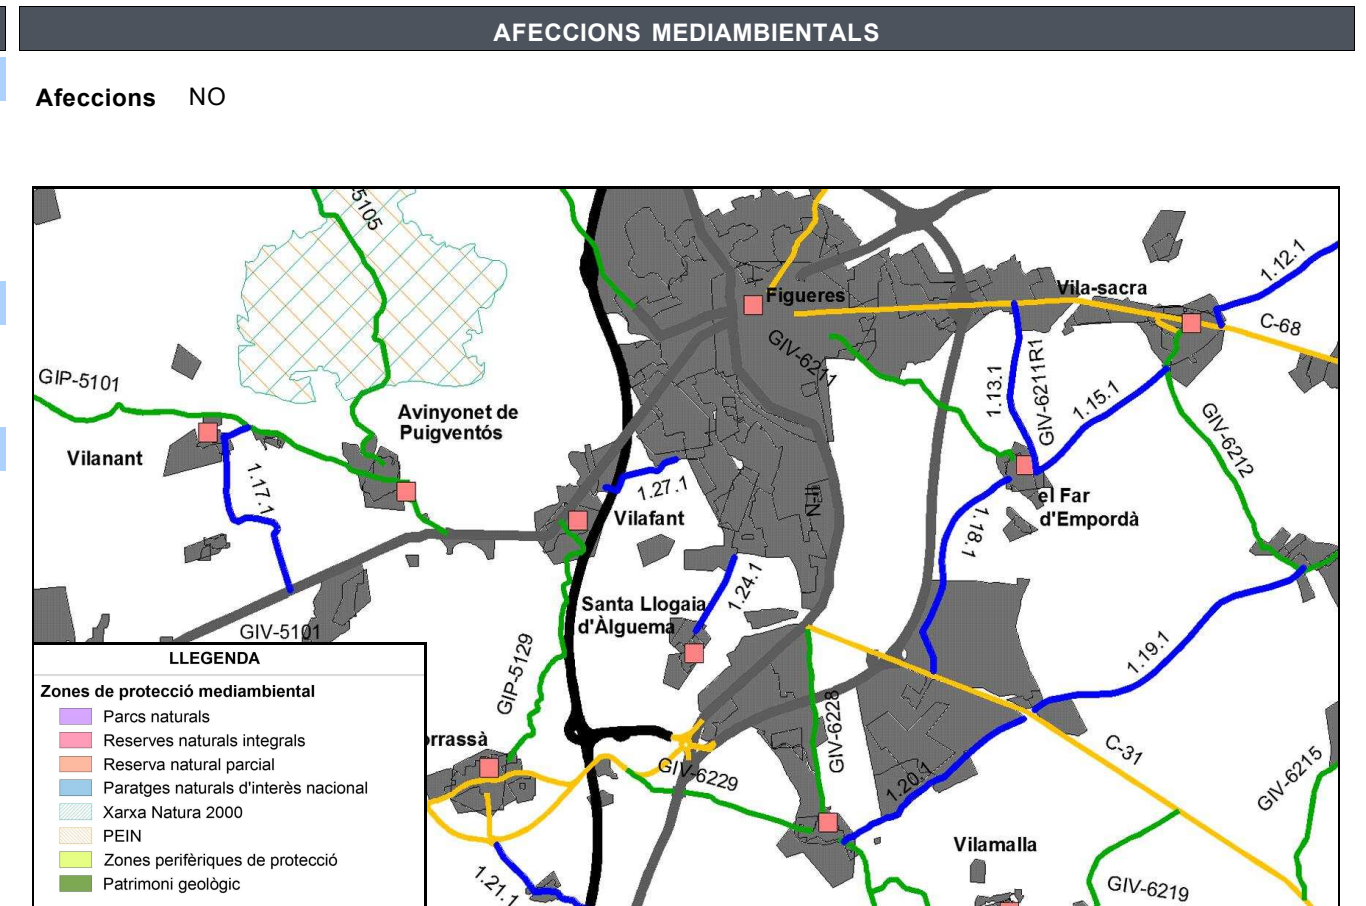 AFECCIONS MEDIAMBIENTALS
Afeccions NO
-5105
1.12.1
Figueres
Vila-sacra
C-68
GIV-6211
GIP-5101
1.13.1
GIV-6211R1
1.15.1
Avinyonet de
Puigventós
GIV-6212
Vilanant
1.17.1
1.27.1
N-II
Vilafant
el Far
d'Empordà
1.18.1
1.24.1
Santa Llogaia
d'Àlguema
GIV-5101
1.19.1
GIP-5129
GIV-6228
orrassà
C-31
GIV-6229
1.20.1
GIV-6215
Vilamalla
1.21.1
GIV-6219
LLEGENDA
Zones de protecció mediambiental
Parcs naturals
Reserves naturals integrals
Reserva natural parcial
Paratges naturals d'interès nacional
Xarxa Natura 2000
PEIN
Zones perifèriques de protecció
Patrimoni geològic